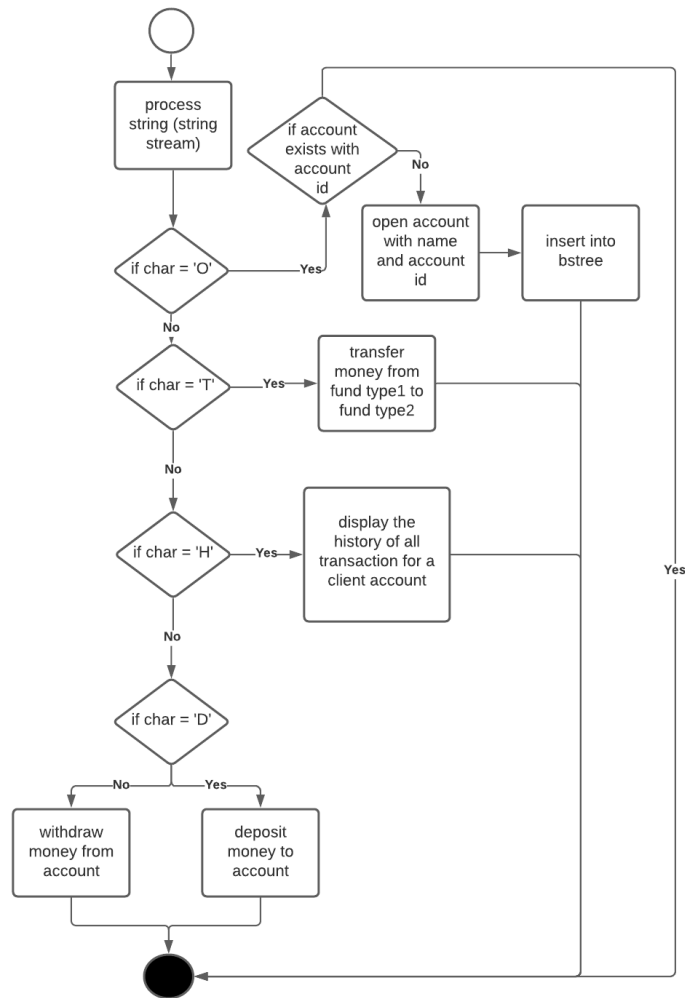 process
string (string
stream)
if account
exists with
account
id
No
open account
with name
and account
id
insert into
bstree
if char = 'O'
Yes
No
if char = 'T'
Yes
transfer
money from
fund type1 to
fund type2
No
if char = 'H'
Yes
display the
history of all
transaction for a
client account
Yes
No
if char = 'D'
No
Yes
withdraw
money from
account
deposit
money to
account